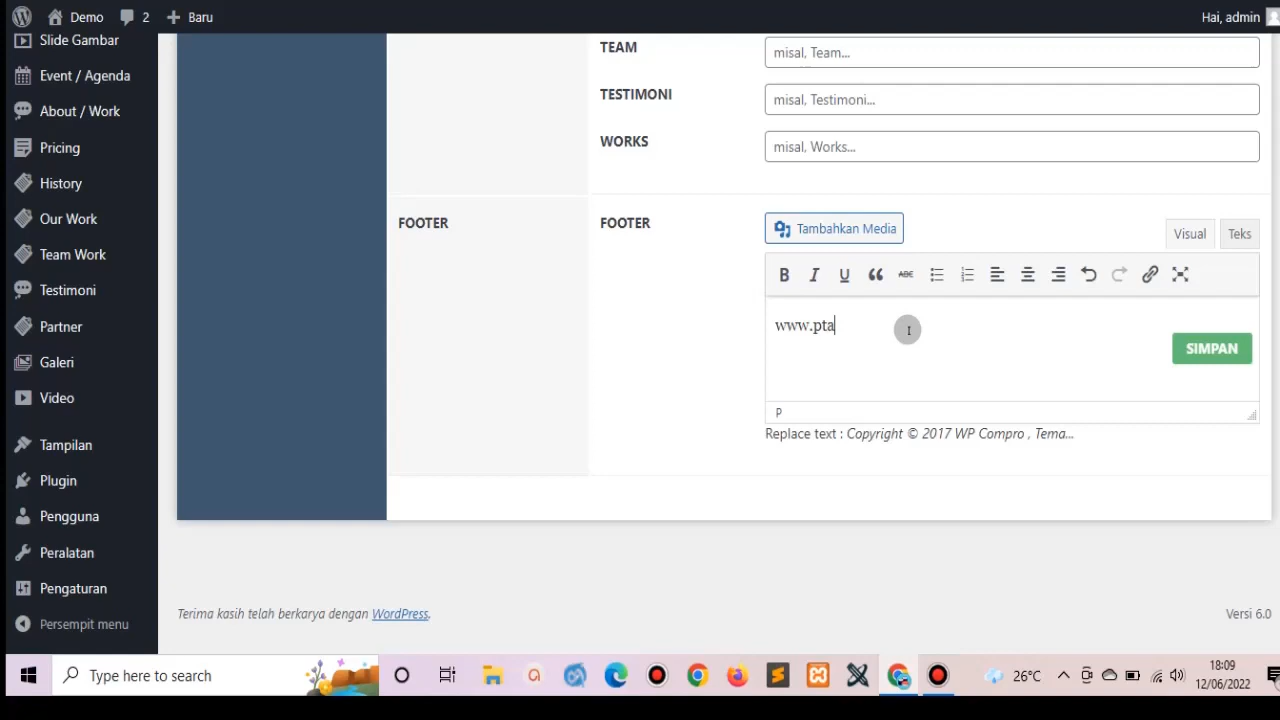 Demo
2
Baru
Hai, admin
Slide Gambar
Event / Agenda
About / Work
Pricing
History
Our Work
Team Work
Testimoni
Partner
Galeri
Video
Tampilan
Plugin
Pengguna
Peralatan
Pengaturan
Persempit menu
TEAM
misal, Team...
TESTIMONI
misal, Testimoni...
WORKS
misal, Works...
FOOTER
FOOTER
Tambahkan Media
Visual
Teks
B I U ABC
www.pta
SIMPAN
P
Replace text : Copyright © 2017 WP Compro , Tema...
Terima kasih telah berkarya dengan WordPress.
Versi 6.0
Type here to search
26°C
18:09
12/06/2022